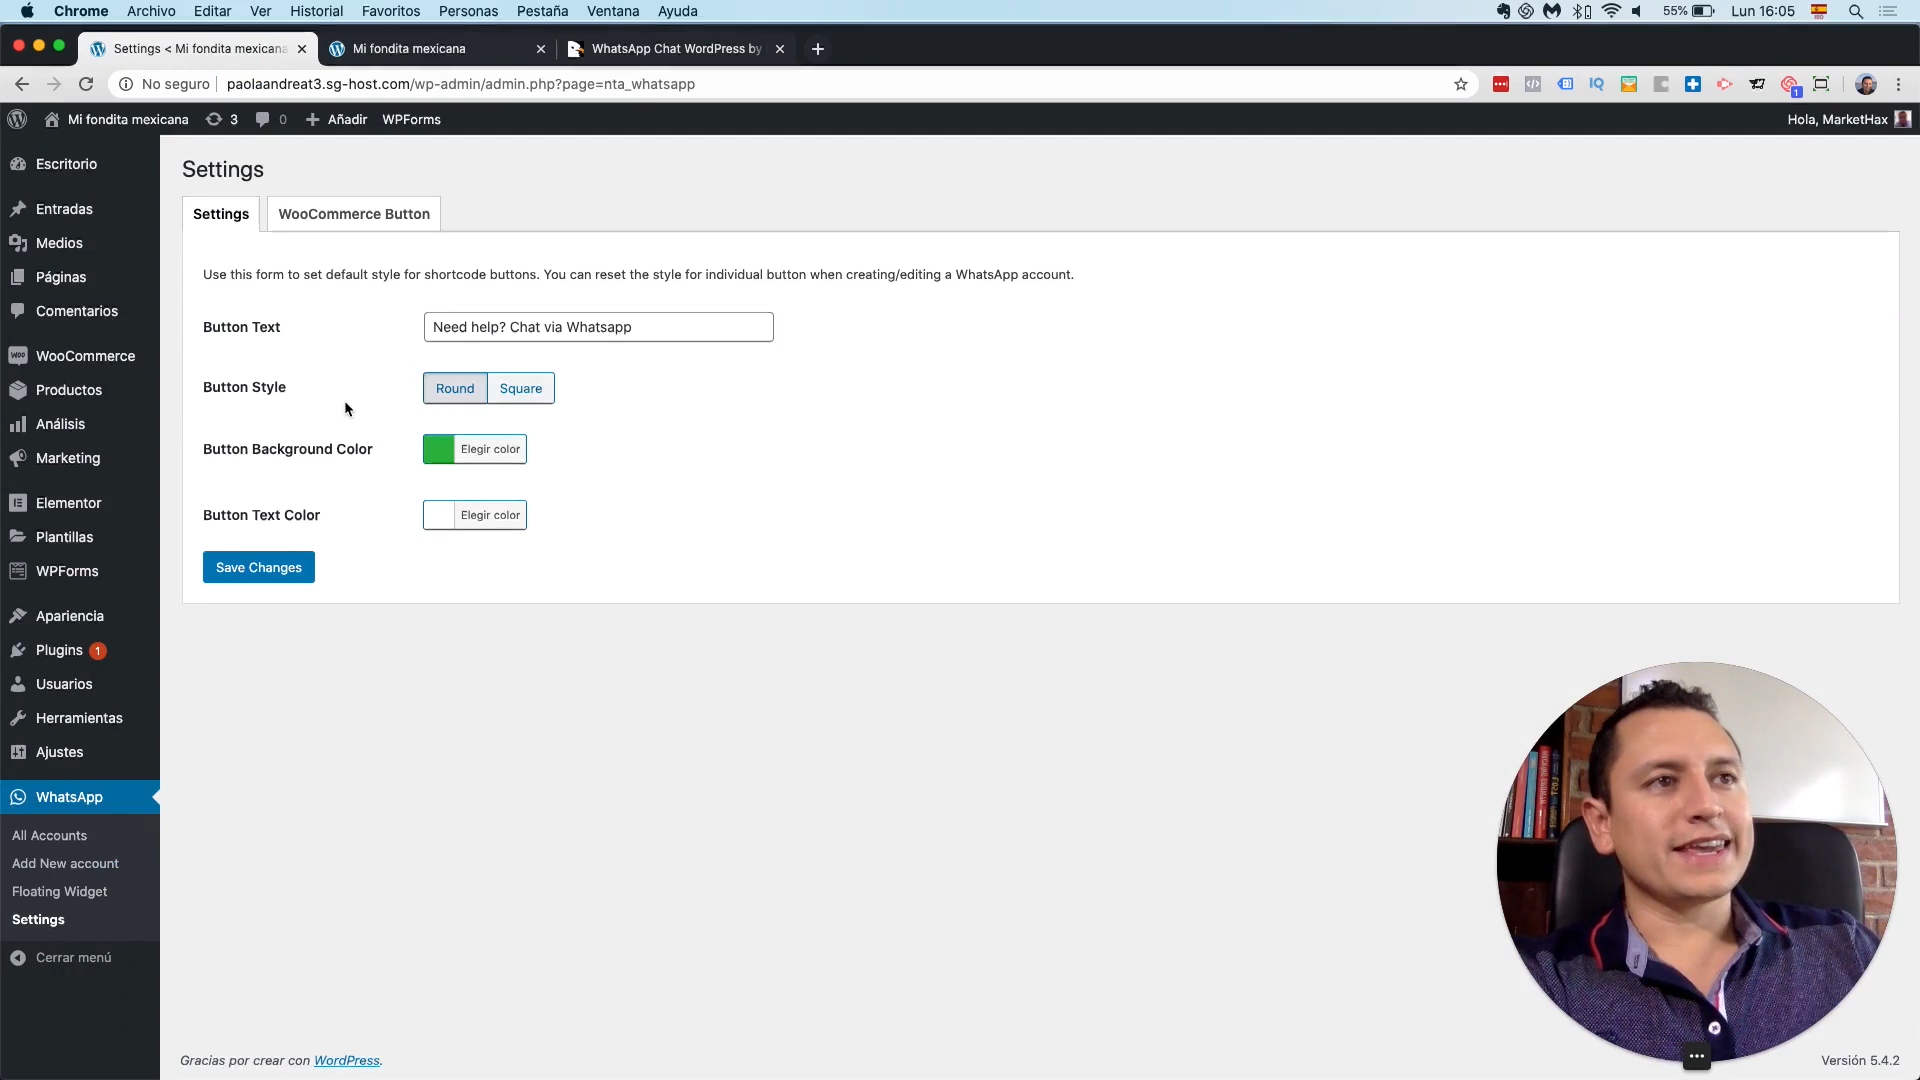 Chrome Archivo Editar Ver Historial Favoritos Personas Pestaña Ventana Ayuda 55% Lun 16:05
Settings < Mi fondita mexicana Mi fondita mexicana WhatsApp Chat WordPress by
No seguro paolaandreat3.sg-host.com/wp-admin/admin.php?page=nta_whatsapp
Mi fondita mexicana 3 0 Añadir WPForms Hola, MarketHax
Escritorio
Entradas
Medios
Páginas
Comentarios
WooCommerce
Productos
Análisis
Marketing
Elementor
Plantillas
WPForms
Apariencia
Plugins 1
Usuarios
Herramientas
Ajustes
WhatsApp
All Accounts
Add New account
Floating Widget
Settings
Cerrar menú
Settings
Settings WooCommerce Button
Use this form to set default style for shortcode buttons. You can reset the style for individual button when creating/editing a WhatsApp account.
Button Text Need help? Chat via Whatsapp
Button Style Round Square
Button Background Color Elegir color
Button Text Color Elegir color
Save Changes
Gracias por crear con WordPress.
Versión 5.4.2